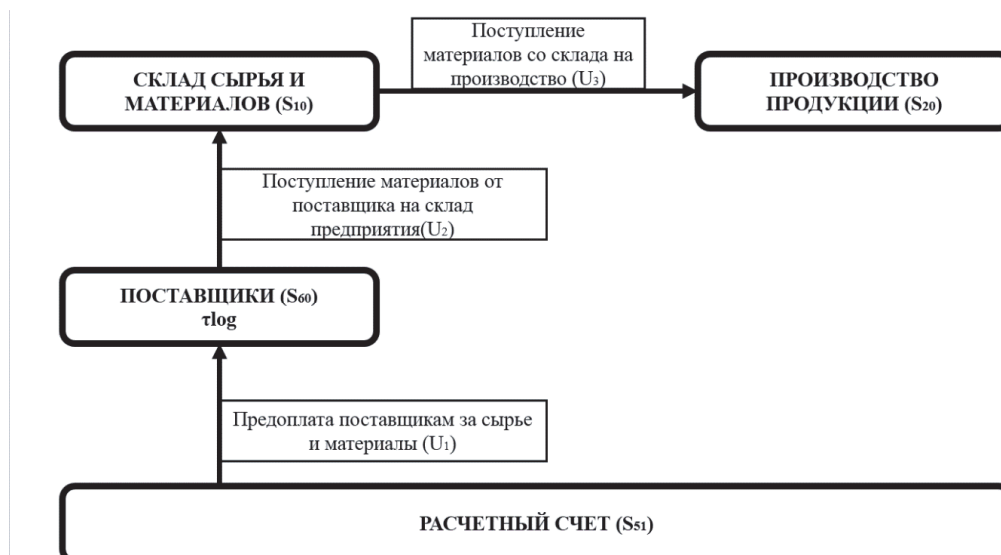 Поступление
материалов со склада на
производство (U₃)
СКЛАД СЫРЬЯ И
МАТЕРИАЛОВ (S₁₀)
ПРОИЗВОДСТВО
ПРОДУКЦИИ (S₂₀)
Поступление материалов от
поставщика на склад
предприятия(U₂)
ПОСТАВЩИКИ (S₆₀)
τlog
Предоплата поставщикам за сырье
и материалы (U₁)
РАСЧЕТНЫЙ СЧЕТ (S₅₁)